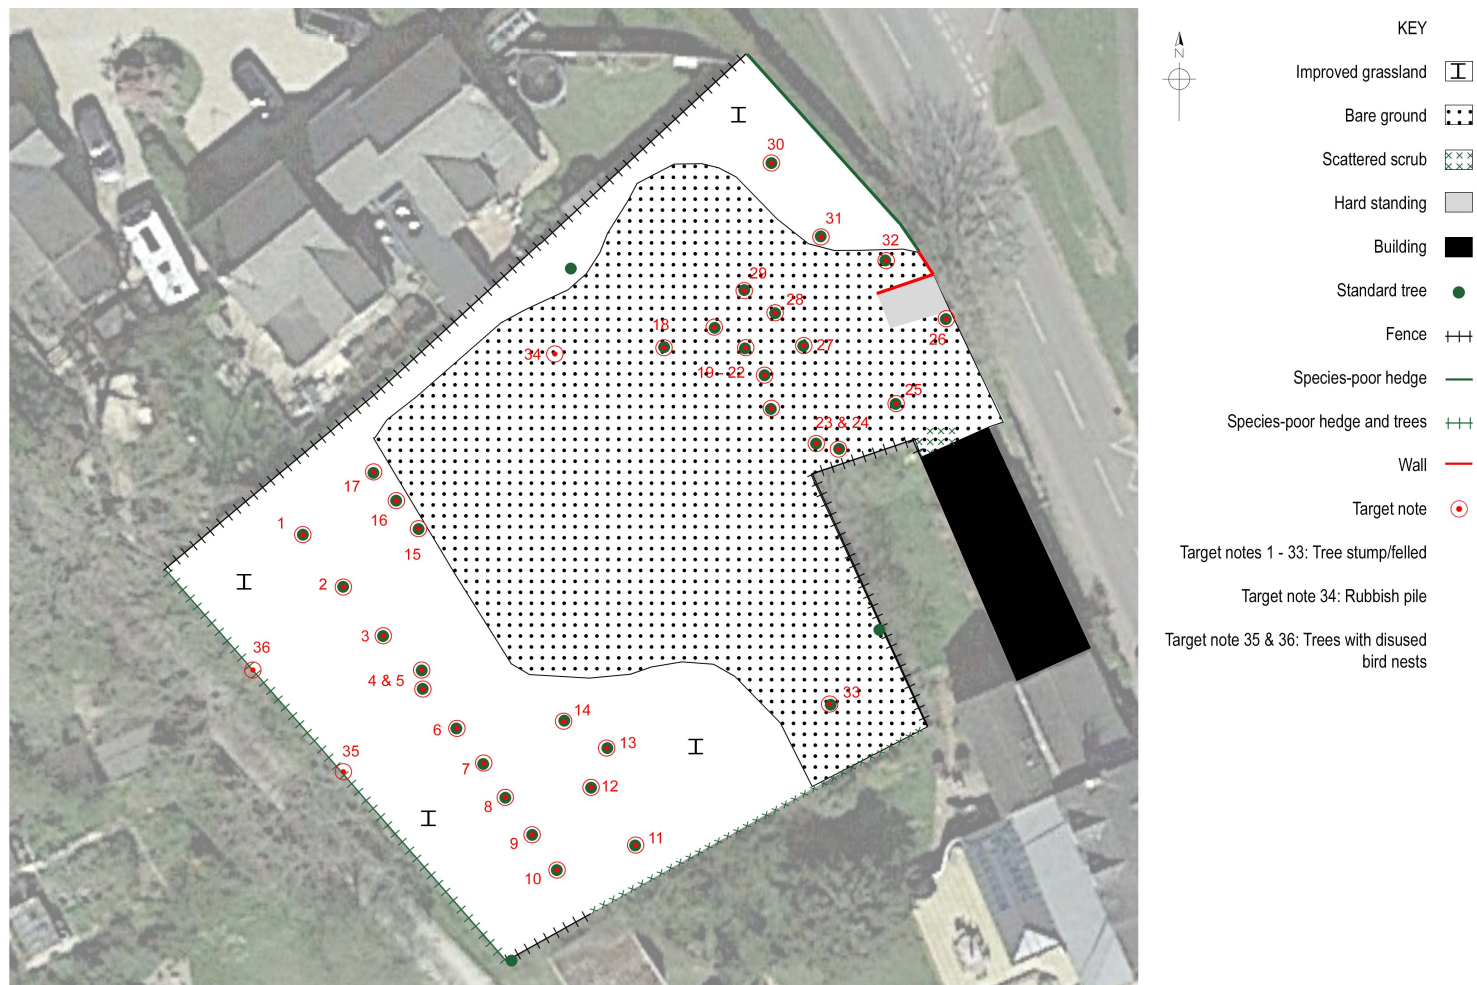 KEY
N
Improved grassland
Bare ground
Scattered scrub
Hard standing
Building
Standard tree
Fence
Species-poor hedge
Species-poor hedge and trees
Wall
Target note
Target notes 1 - 33: Tree stump/felled
Target note 34: Rubbish pile
Target note 35 & 36: Trees with disused
bird nests
30
31
32
29
28
18
34
27
26
19 - 22
25
23 & 24
17
16
15
1
2
3
36
4 & 5
33
14
6
13
35
7
12
8
9
11
10